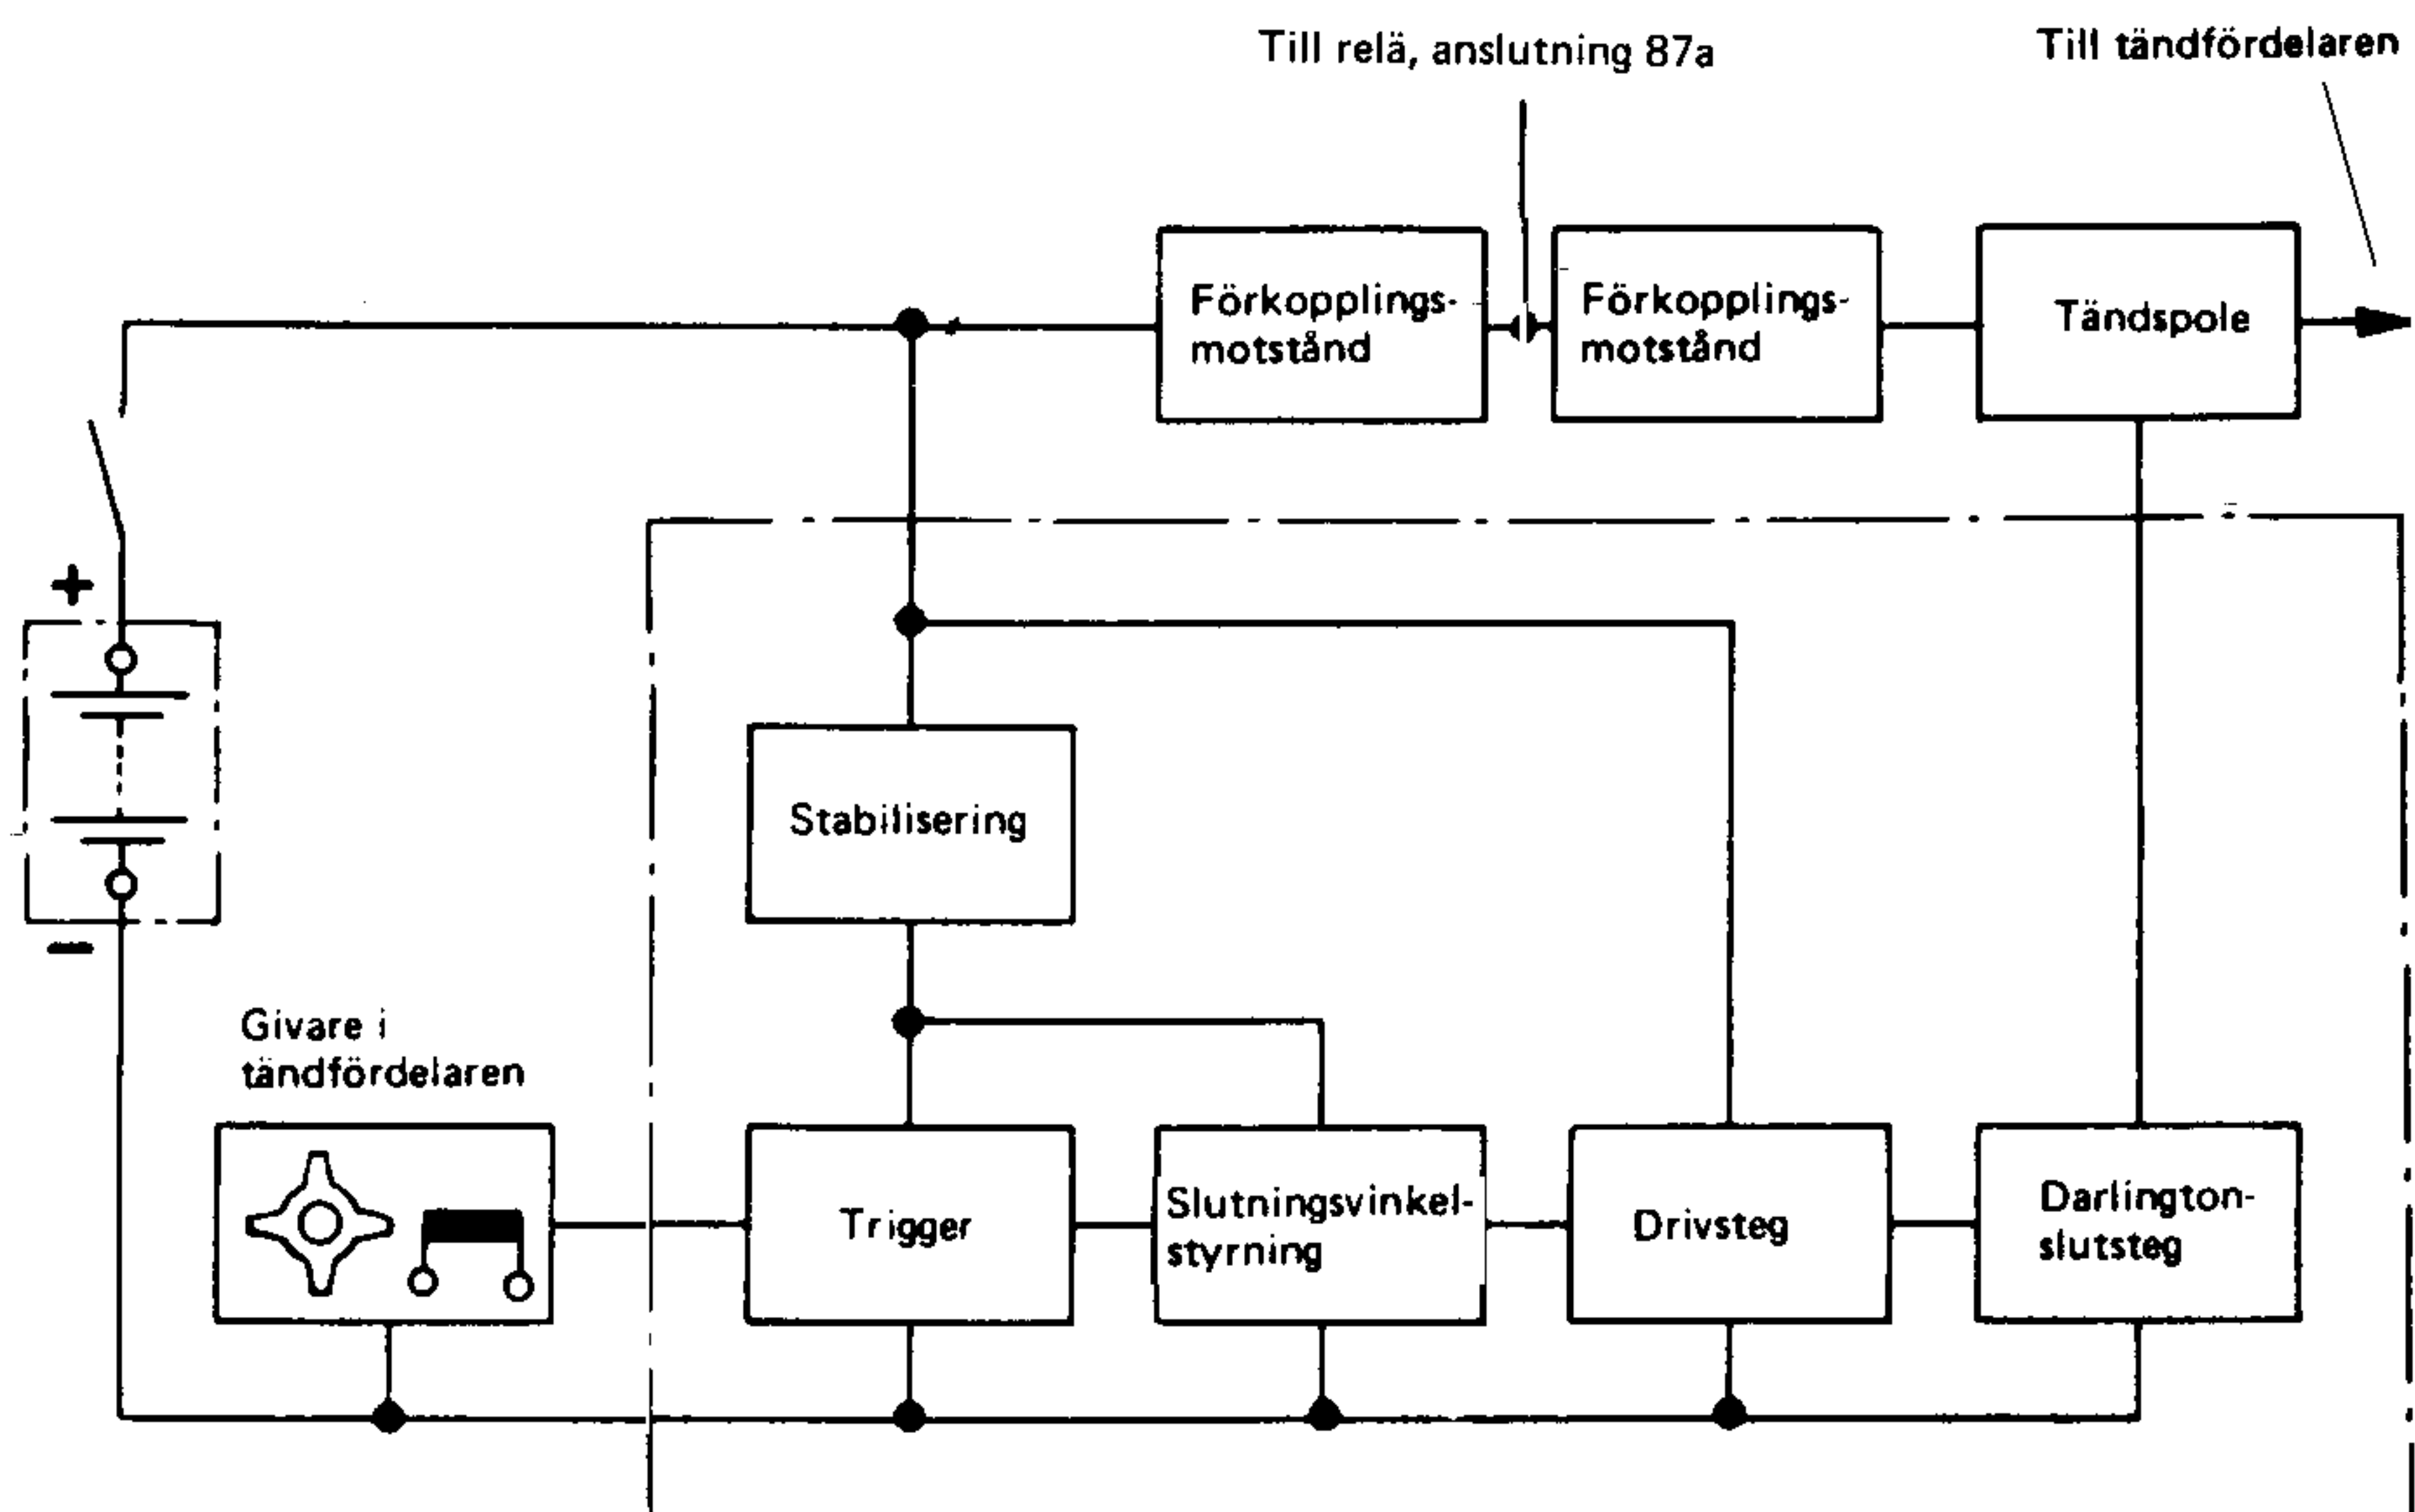 Till relä, anslutning 87a
Till tändfördelaren
Förkopplings-
motstånd
Förkopplings-
motstånd
Tändspole
+
Stabilisering
−
Givare i
tändfördelaren
Trigger
Slutningsvinkel-
styrning
Drivsteg
Darlington-
slutsteg